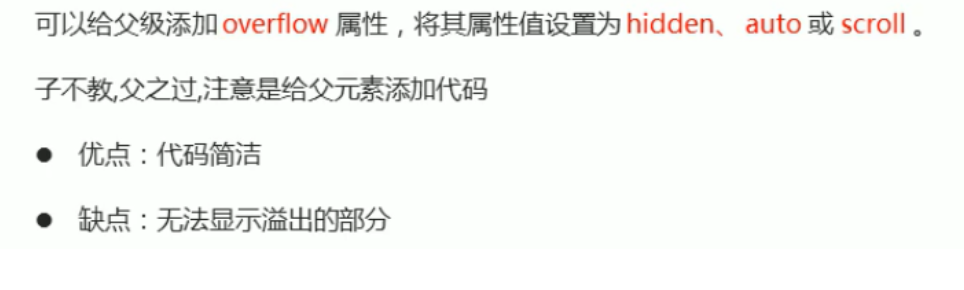 可以给父级添加 overflow 属性，将其属性值设置为 hidden、 auto 或 scroll 。
子不教,父之过,注意是给父元素添加代码
● 优点：代码简洁
● 缺点：无法显示溢出的部分